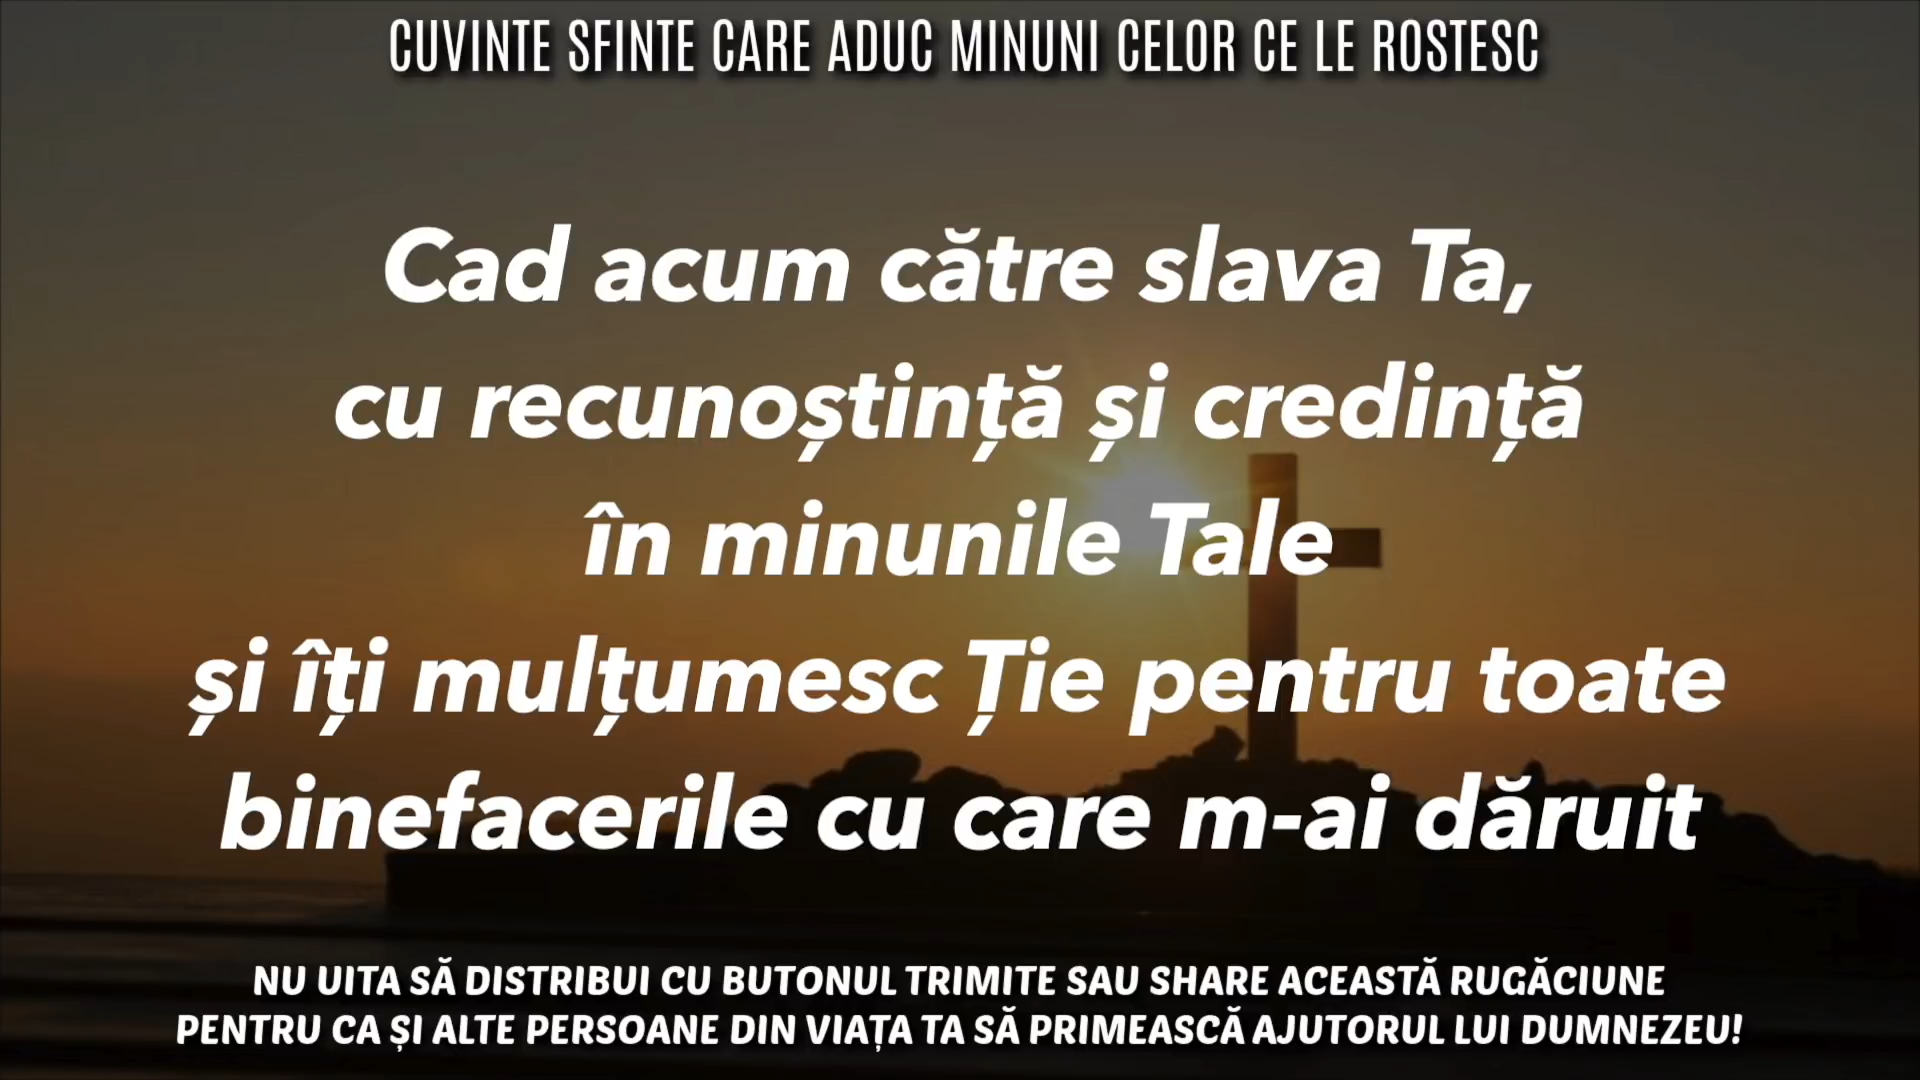 CUVINTE SFINTE CARE ADUC MINUNI CELOR CE LE ROSTESC
Cad acum către slava Ta,
cu recunoștință și credință
în minunile Tale
și îți mulțumesc Ție pentru toate
binefacerile cu care m-ai dăruit
NU UITA SĂ DISTRIBUI CU BUTONUL TRIMITE SAU SHARE ACEASTĂ RUGĂCIUNE
PENTRU CA ȘI ALTE PERSOANE DIN VIAȚA TA SĂ PRIMEASCĂ AJUTORUL LUI DUMNEZEU!